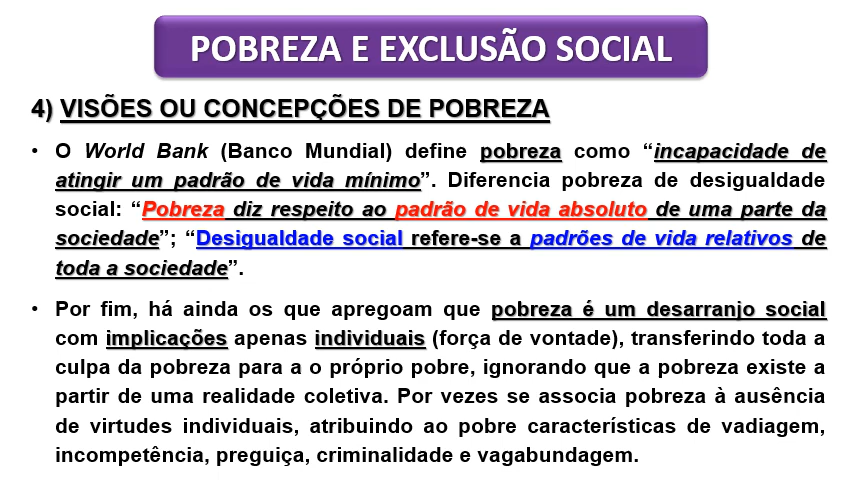 POBREZA E EXCLUSÃO SOCIAL
4) VISÕES OU CONCEPÇÕES DE POBREZA
• O World Bank (Banco Mundial) define pobreza como “incapacidade de
atingir um padrão de vida mínimo”. Diferencia pobreza de desigualdade
social: “Pobreza diz respeito ao padrão de vida absoluto de uma parte da
sociedade”; “Desigualdade social refere-se a padrões de vida relativos de
toda a sociedade”.
• Por fim, há ainda os que apregoam que pobreza é um desarranjo social
com implicações apenas individuais (força de vontade), transferindo toda a
culpa da pobreza para a o próprio pobre, ignorando que a pobreza existe a
partir de uma realidade coletiva. Por vezes se associa pobreza à ausência
de virtudes individuais, atribuindo ao pobre características de vadiagem,
incompetência, preguiça, criminalidade e vagabundagem.